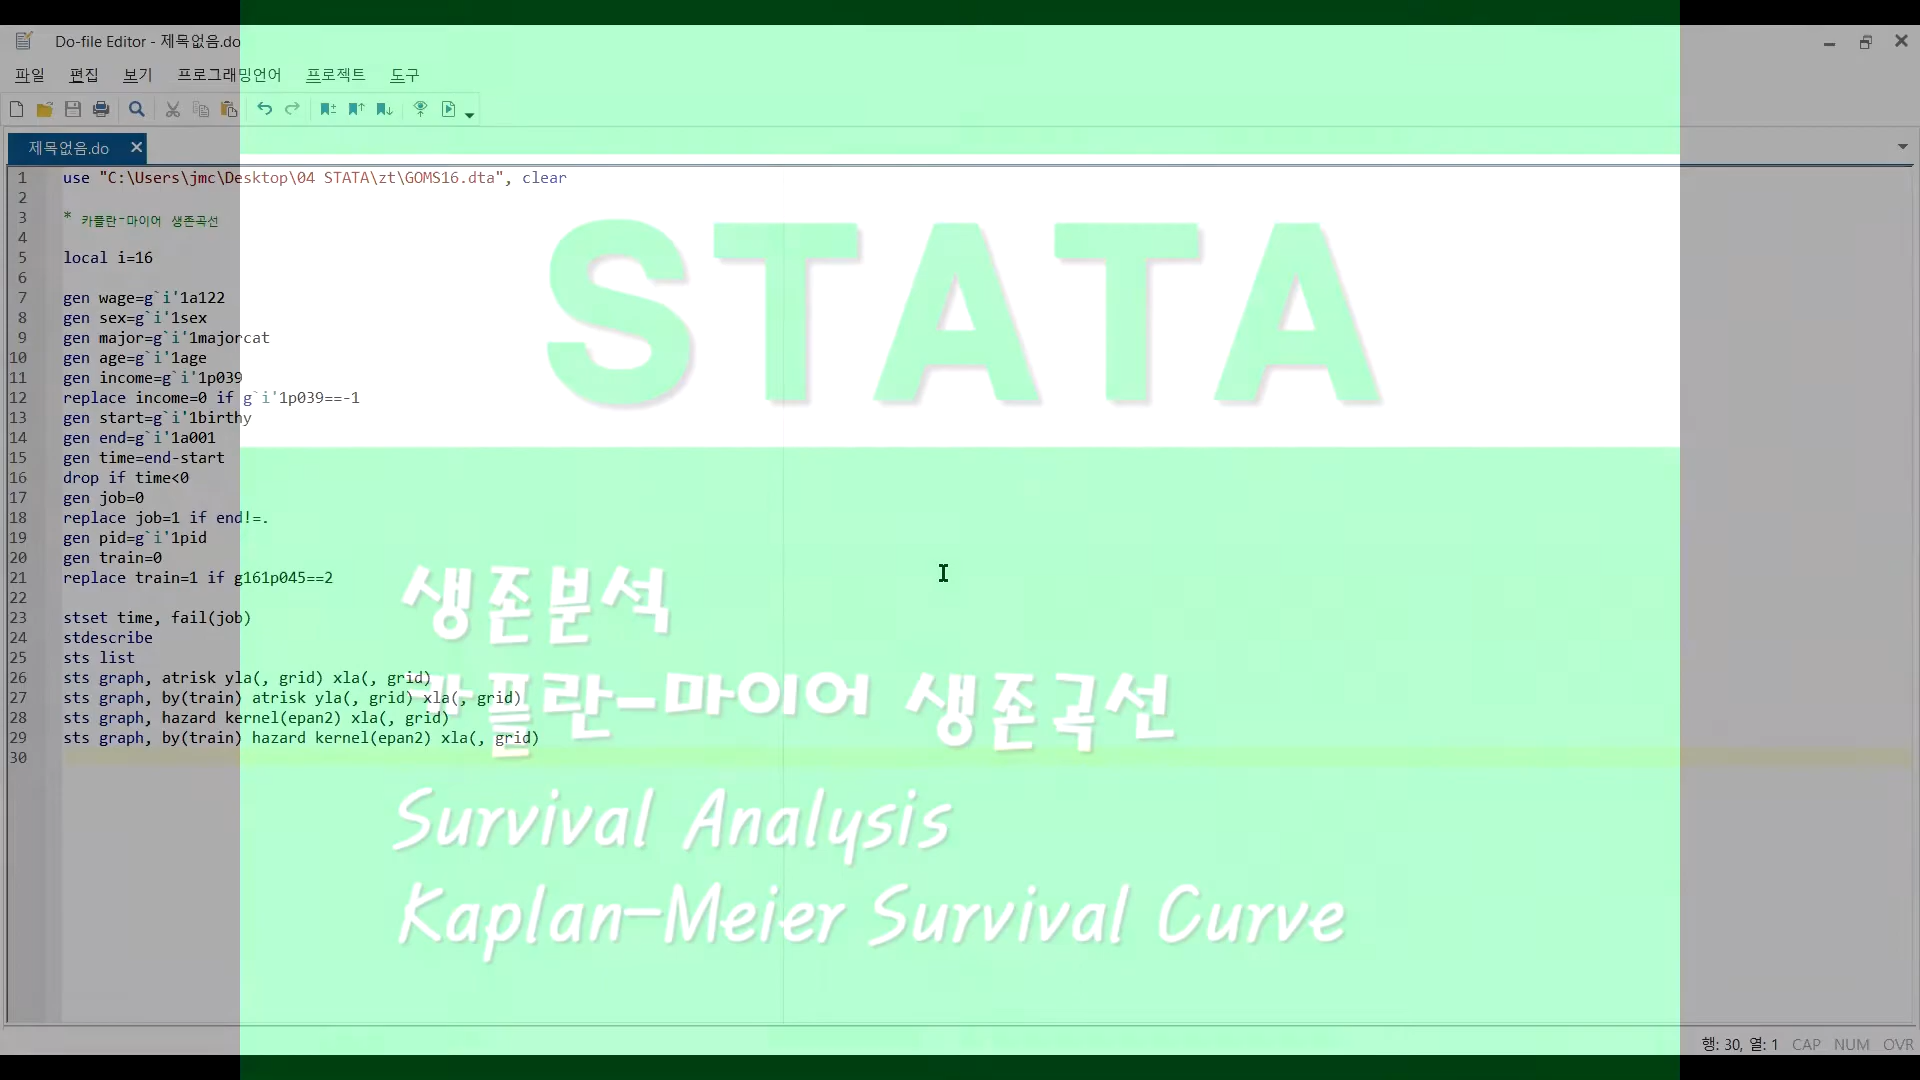 Do-file Editor - 제목없음.do
파일 편집 보기 프로그래밍언어 프로젝트 도구
제목없음.do
1 use "C:\Users\jmc\Desktop\04 STATA\zt\GOMS16.dta", clear
2
3 * 카플란-마이어 생존곡선
4
5 local i=16
6
7 gen wage=g`i'1a122
8 gen sex=g`i'1sex
9 gen major=g`i'1majorcat
10 gen age=g`i'1age
11 gen income=g`i'1p039
12 replace income=0 if g`i'1p039==-1
13 gen start=g`i'1birthy
14 gen end=g`i'1a001
15 gen time=end-start
16 drop if time<0
17 gen job=0
18 replace job=1 if end!=.
19 gen pid=g`i'1pid
20 gen train=0
21 replace train=1 if g161p045==2
22
23 stset time, fail(job)
24 stdescribe
25 sts list
26 sts graph, atrisk yla(, grid) xla(, grid)
27 sts graph, by(train) atrisk yla(, grid) xla(, grid)
28 sts graph, hazard kernel(epan2) xla(, grid)
29 sts graph, by(train) hazard kernel(epan2) xla(, grid)
30
STATA
생존분석
카플란-마이어 생존곡선
Survival Analysis
Kaplan-Meier Survival Curve
행: 30, 열: 1 CAP NUM OVR